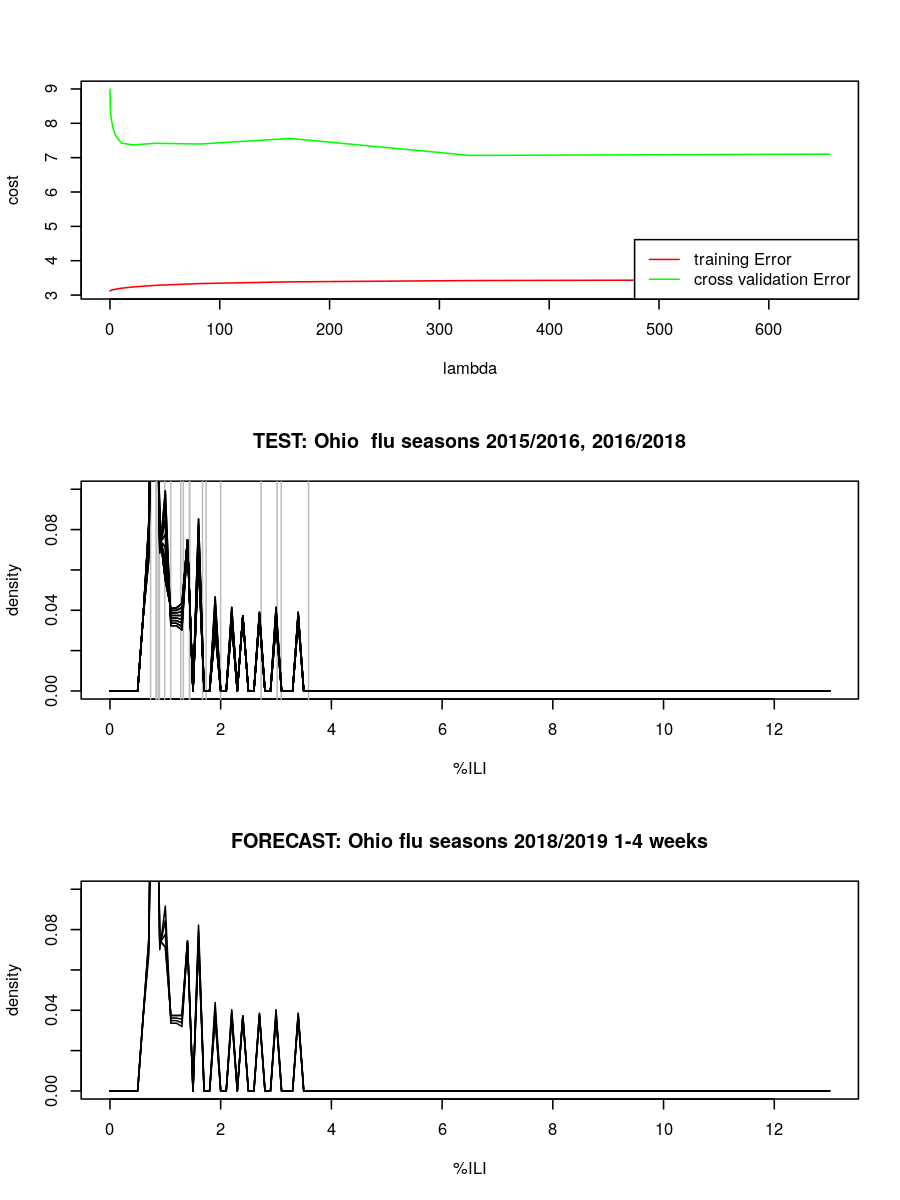 9
8
7
6
5
4
3
cost
training Error
cross validation Error
0 100 200 300 400 500 600
lambda
TEST: Ohio  flu seasons 2015/2016, 2016/2018
0.08
0.04
0.00
density
0 2 4 6 8 10 12
%ILI
FORECAST: Ohio flu seasons 2018/2019 1-4 weeks
0.08
0.04
0.00
density
0 2 4 6 8 10 12
%ILI